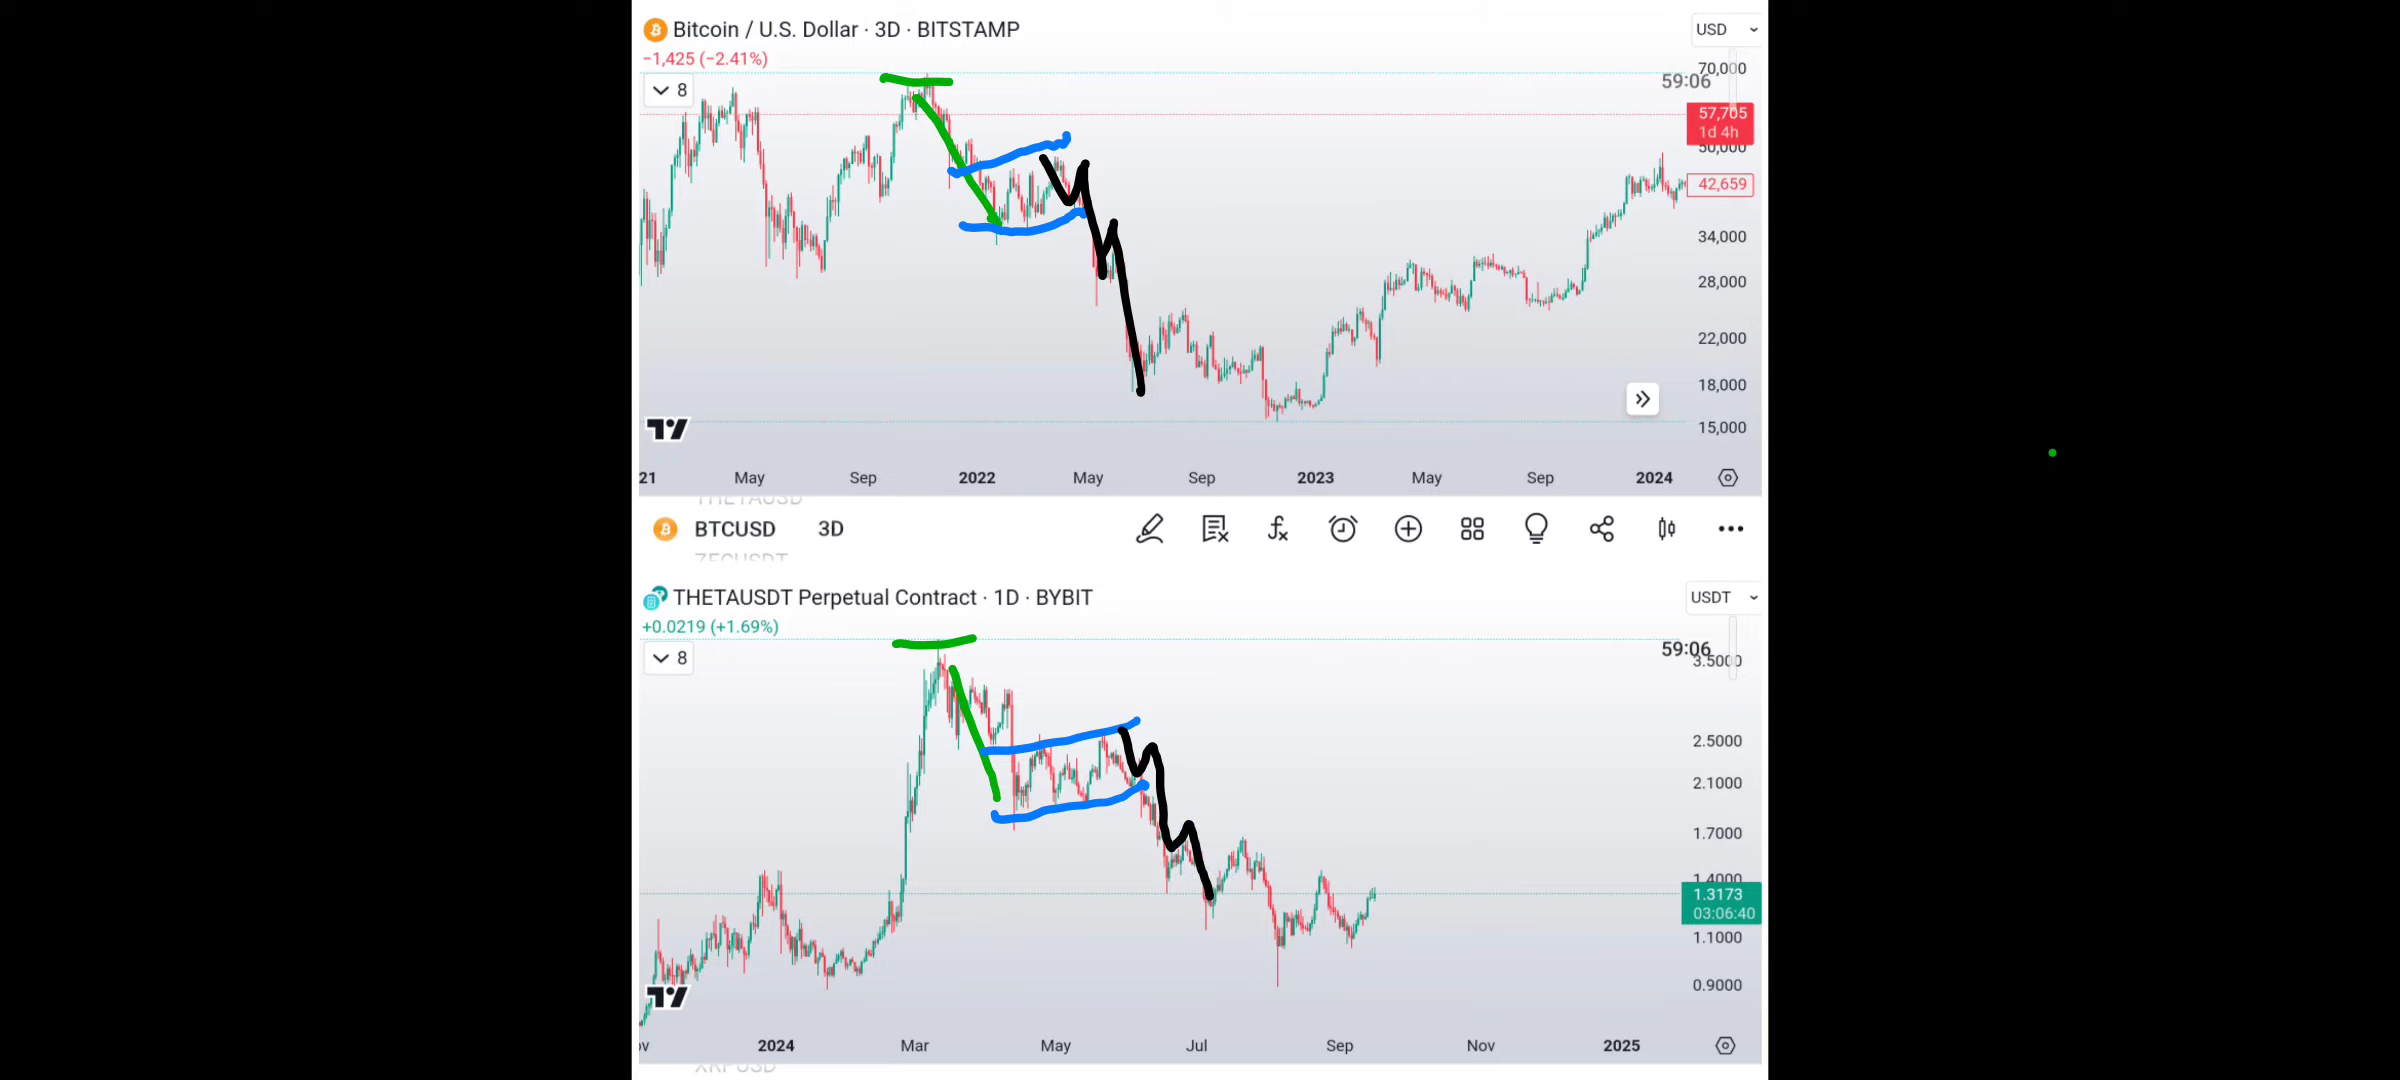 Bitcoin / U.S. Dollar · 3D · BITSTAMP
USD
−1,425 (−2.41%)
70,000
59:06
8
57,705
1d 4h
50,000
42,659
34,000
28,000
22,000
18,000
15,000
21 May Sep 2022 May Sep 2023 May Sep 2024
THETAUSD
BTCUSD 3D
ZECUSDT
THETAUSDT Perpetual Contract · 1D · BYBIT
USDT
+0.0219 (+1.69%)
59:06
3.5000
8
2.5000
2.1000
1.7000
1.4000
1.3173
03:06:40
1.1000
0.9000
2024 Mar May Jul Sep Nov 2025
XRPUSD